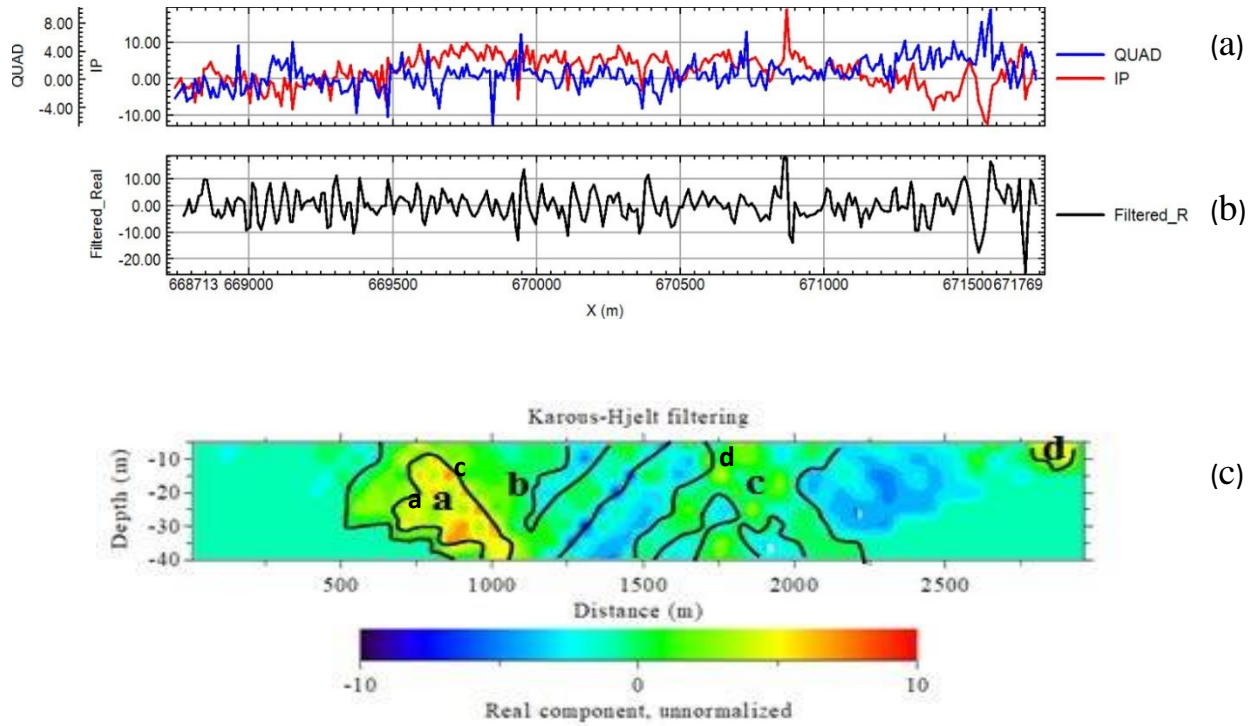 8.00
4.00
0.00
-4.00
QUAD
10.00
0.00
-10.00
IP
QUAD
IP
(a)
10.00
0.00
-10.00
-20.00
Filtered_Real
Filtered_R
(b)
668713 669000 669500 670000 670500 671000 671500 671769
X (m)
Karous-Hjelt filtering
-10
-20
-30
-40
Depth (m)
a a c b d c d
(c)
500 1000 1500 2000 2500
Distance (m)
-10 0 10
Real component, unnormalized